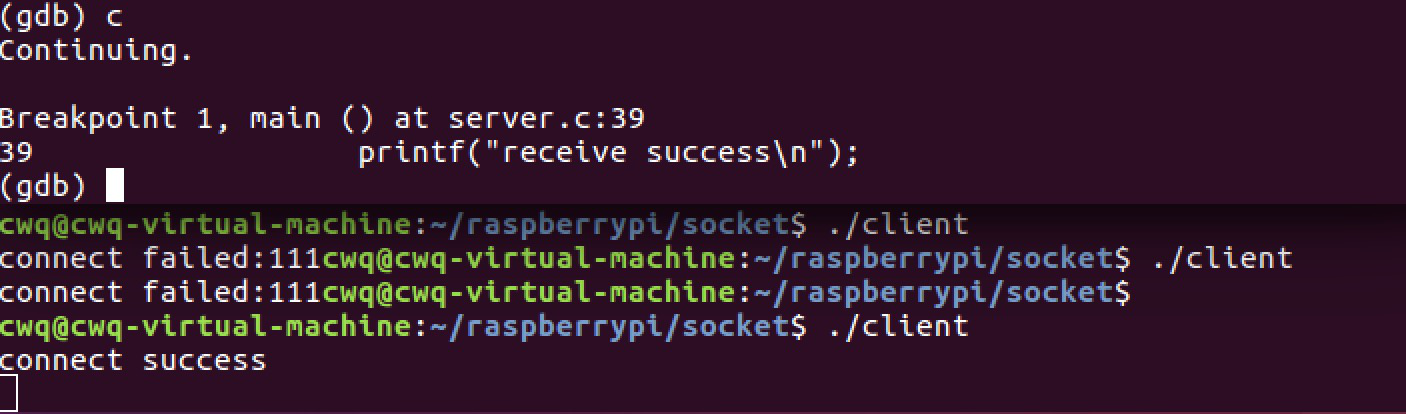 (gdb) c
Continuing.
Breakpoint 1, main () at server.c:39
39                  printf("receive success\n");
(gdb)
cwq@cwq-virtual-machine:~/raspberrypi/socket$ ./client
connect failed:111cwq@cwq-virtual-machine:~/raspberrypi/socket$ ./client
connect failed:111cwq@cwq-virtual-machine:~/raspberrypi/socket$
cwq@cwq-virtual-machine:~/raspberrypi/socket$ ./client
connect success